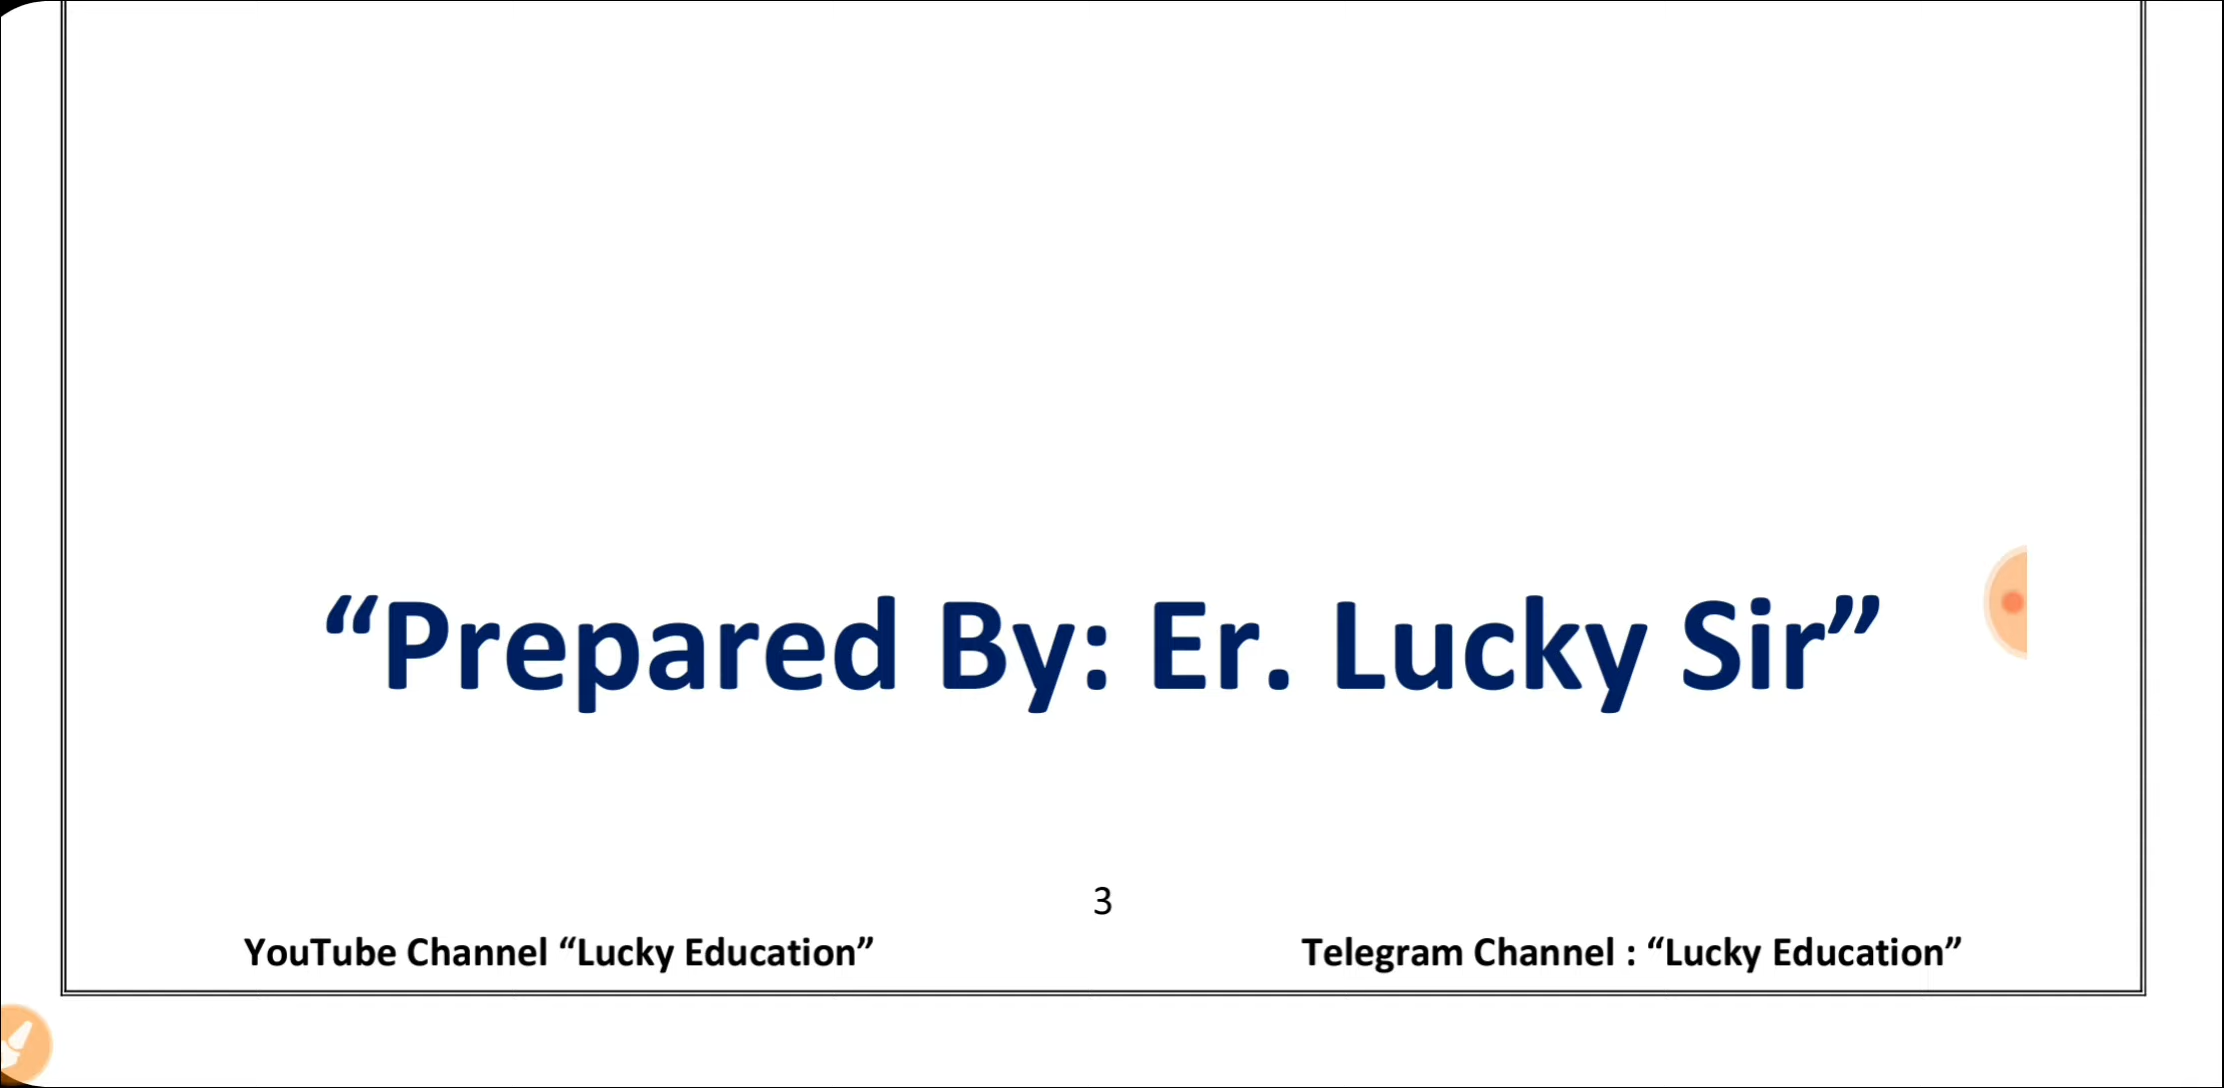 “Prepared By: Er. Lucky Sir”
3
YouTube Channel “Lucky Education”
Telegram Channel : “Lucky Education”